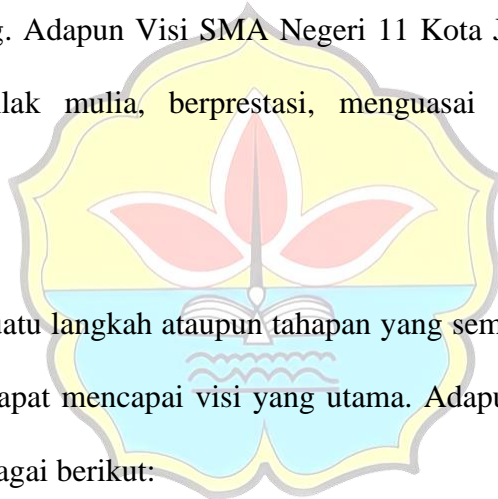 g. Adapun Visi SMA Negeri 11 Kota J
lak mulia, berprestasi, menguasai
uatu langkah ataupun tahapan yang sem
apat mencapai visi yang utama. Adapu
agai berikut: